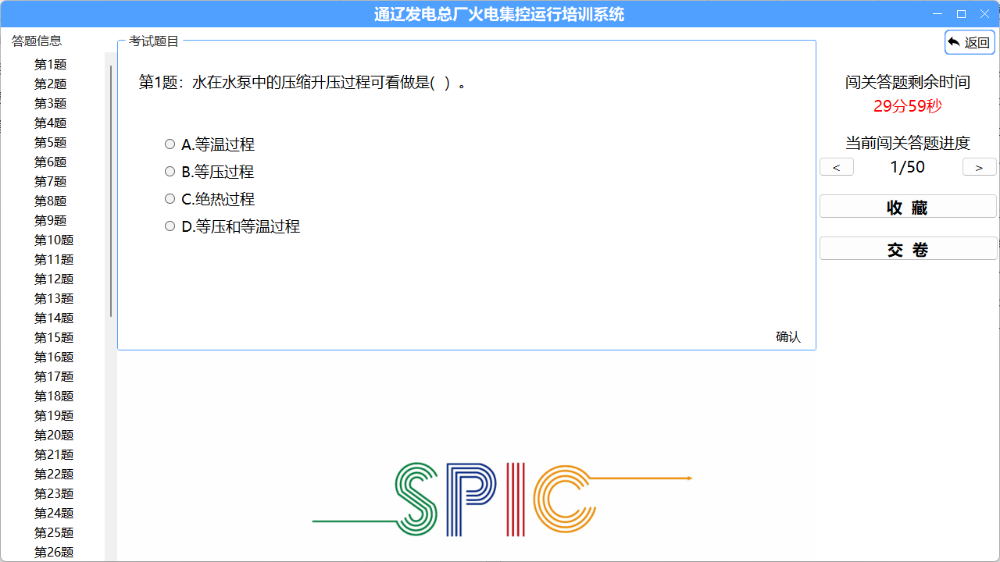 通辽发电总厂火电集控运行培训系统
答题信息
第1题
第2题
第3题
第4题
第5题
第6题
第7题
第8题
第9题
第10题
第11题
第12题
第13题
第14题
第15题
第16题
第17题
第18题
第19题
第20题
第21题
第22题
第23题
第24题
第25题
第26题
考试题目
第1题：水在水泵中的压缩升压过程可看做是(  ）。
A.等温过程
B.等压过程
C.绝热过程
D.等压和等温过程
确认
返回
闯关答题剩余时间
29分59秒
当前闯关答题进度
< 1/50 >
收 藏
交 卷
SPIC